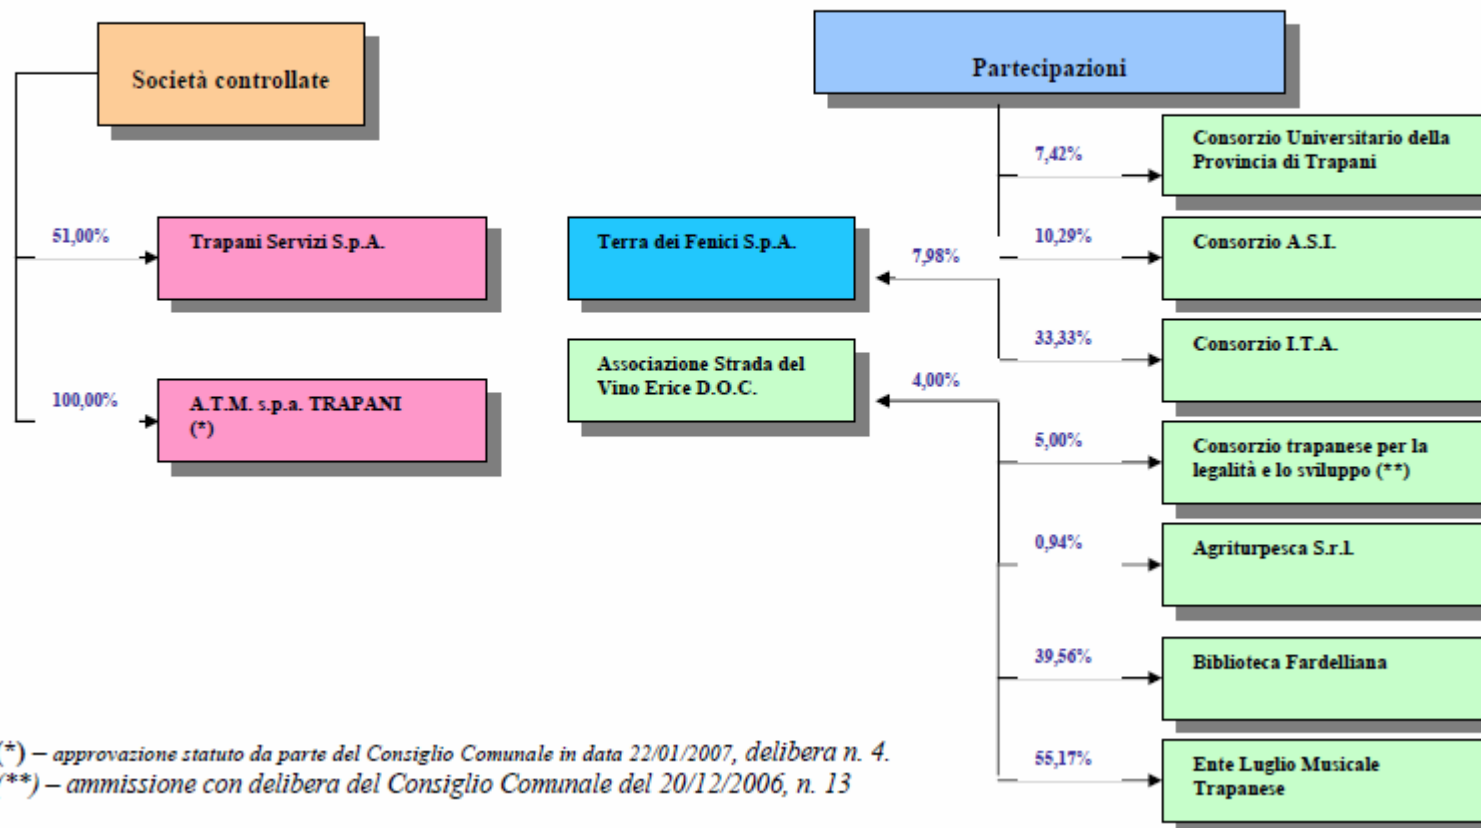 Società controllate
Partecipazioni
7,42%
Consorzio Universitario della
Provincia di Trapani
51,00%
Trapani Servizi S.p.A.
Terra dei Fenici S.p.A.
7,98%
10,29%
Consorzio A.S.I.
33,33%
Consorzio I.T.A.
Associazione Strada del
Vino Erice D.O.C.
4,00%
100,00%
A.T.M. s.p.a. TRAPANI
(*)
5,00%
Consorzio trapanese per la
legalità e lo sviluppo (**)
0,94%
Agriturpesca S.r.l.
39,56%
Biblioteca Fardelliana
55,17%
Ente Luglio Musicale
Trapanese
(*) – approvazione statuto da parte del Consiglio Comunale in data 22/01/2007, delibera n. 4.
(**) – ammissione con delibera del Consiglio Comunale del 20/12/2006, n. 13